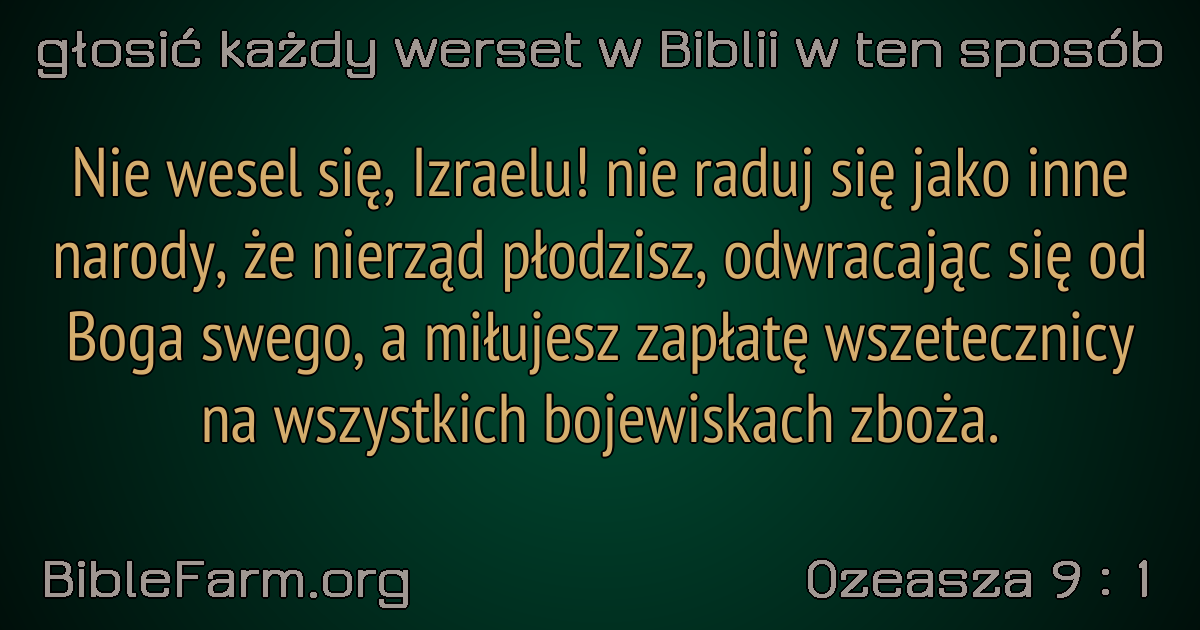 głosić każdy werset w Biblii w ten sposób
Nie wesel się, Izraelu! nie raduj się jako inne
narody, że nierząd płodzisz, odwracając się od
Boga swego, a miłujesz zapłatę wszetecznicy
na wszystkich bojewiskach zboża.
BibleFarm.org
Ozeasza 9 : 1